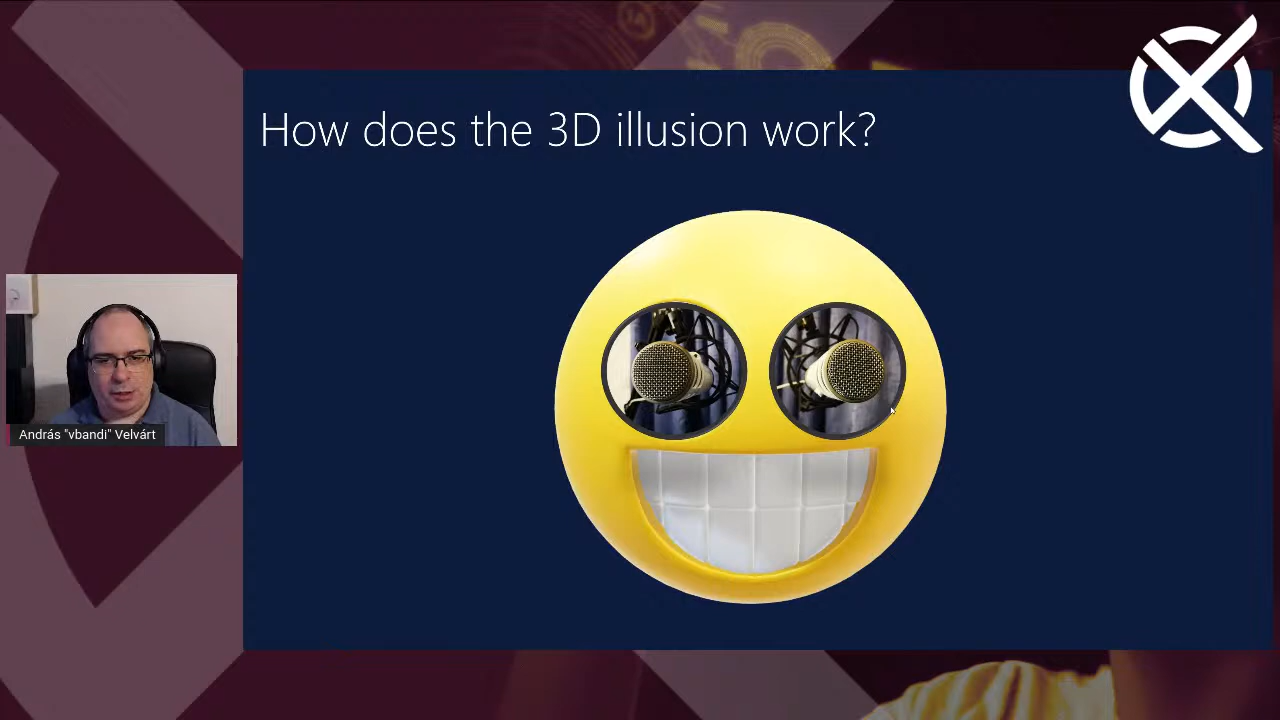 How does the 3D illusion work?
András "vbandi" Velvárt